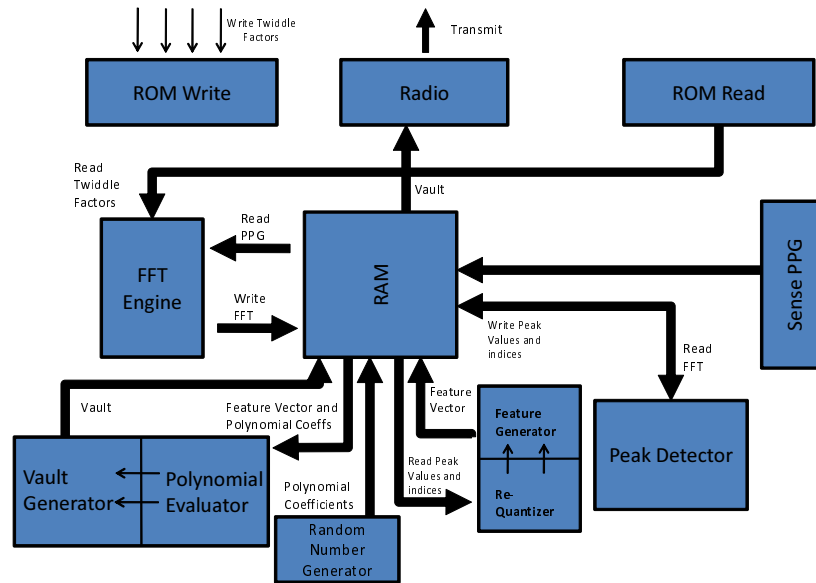 Write Twiddle
Factors
Transmit
ROM Write
Radio
ROM Read
Read
Twiddle
Factors
Vault
Read
PPG
FFT
Engine
RAM
Sense PPG
Write
FFT
Write Peak
Values and
indices
Read
FFT
Vault
Feature Vector and
Polynomial Coeffs
Feature
Vector
Feature
Generator
Peak Detector
Vault
Generator
Polynomial
Evaluator
Read Peak
Values and
indices
Re-
Quantizer
Polynomial
Coefficients
Random
Number
Generator